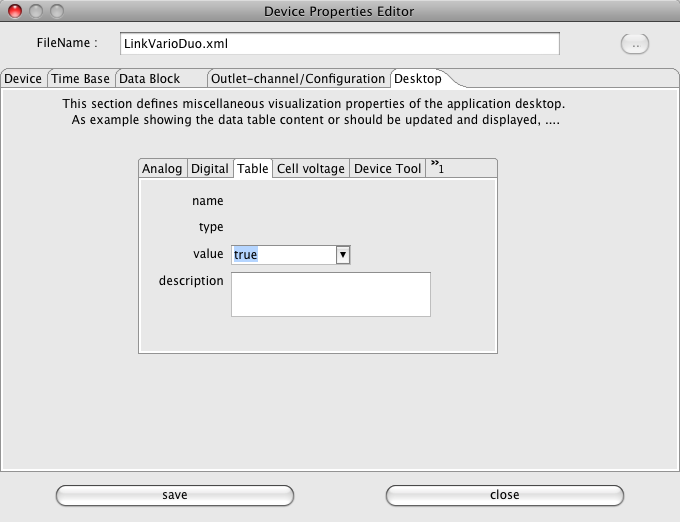 Device Properties Editor
FileName :
LinkVarioDuo.xml
..
Device Time Base Data Block Outlet-channel/Configuration Desktop
This section defines miscellaneous visualization properties of the application desktop.
As example showing the data table content or should be updated and displayed, ....
Analog Digital Table Cell voltage Device Tool »1
name
type
value true
description
save close